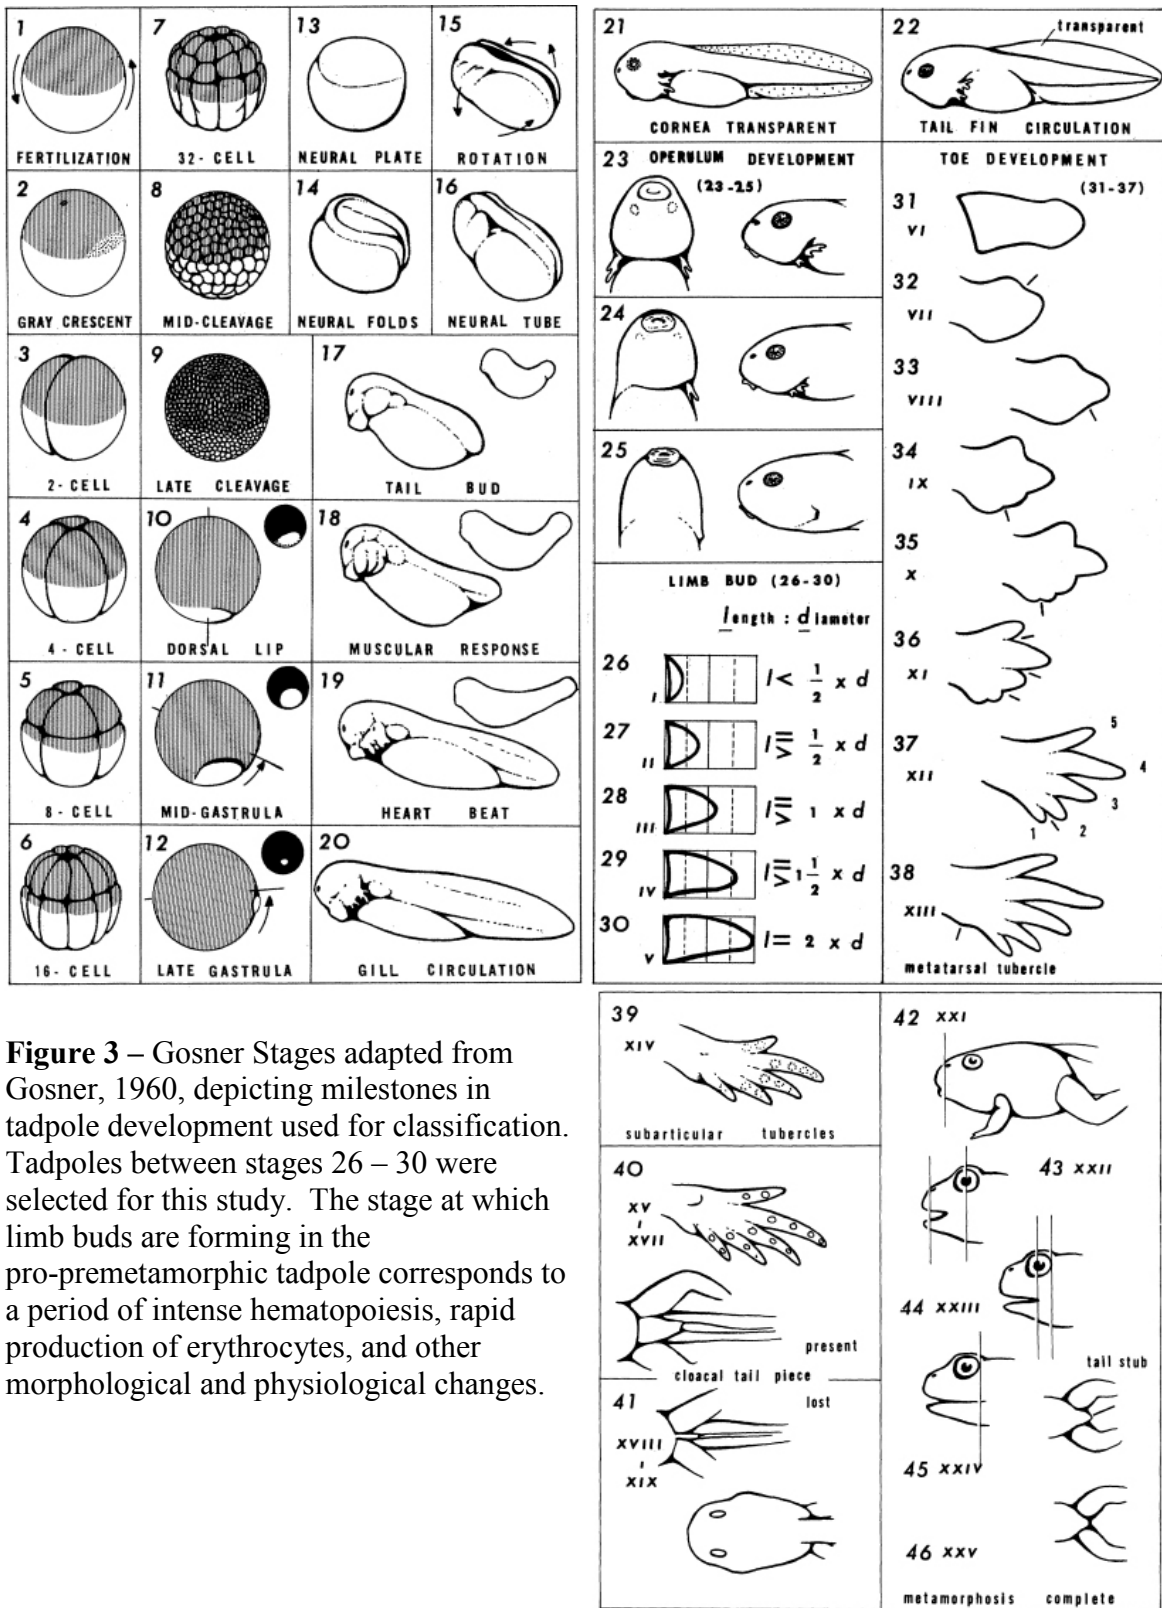 1
FERTILIZATION
2
GRAY CRESCENT
3
2-CELL
4
4-CELL
5
8-CELL
6
16-CELL
7
32-CELL
8
MID-CLEAVAGE
9
LATE CLEAVAGE
10
DORSAL LIP
11
MID-GASTRULA
12
LATE GASTRULA
13
NEURAL PLATE
14
NEURAL FOLDS
15
ROTATION
16
NEURAL TUBE
17
TAIL BUD
18
MUSCULAR RESPONSE
19
HEART BEAT
20
GILL CIRCULATION
21
CORNEA TRANSPARENT
22
transparent
TAIL FIN CIRCULATION
23 OPERULUM DEVELOPMENT
(23-25)
24
25
LIMB BUD (26-30)
length : diameter
26
I
l < 1/2 x d
27
II
l ≥ 1/2 x d
28
III
l ≥ 1 x d
29
IV
l ≥ 1 1/2 x d
30
V
l = 2 x d
TOE DEVELOPMENT
(31-37)
31
VI
32
VII
33
VIII
34
IX
35
X
36
XI
37
XII
5
4
3
2
1
38
XIII
metatarsal tubercle
39
XIV
subarticular tubercles
40
XV
-
XVII
present
cloacal tail piece
41
lost
XVIII
-
XIX
42 XXI
43 XXII
44 XXIII
tail stub
45 XXIV
46 XXV
metamorphosis complete
Figure 3 – Gosner Stages adapted from
Gosner, 1960, depicting milestones in
tadpole development used for classification.
Tadpoles between stages 26 – 30 were
selected for this study. The stage at which
limb buds are forming in the
pro-premetamorphic tadpole corresponds to
a period of intense hematopoiesis, rapid
production of erythrocytes, and other
morphological and physiological changes.